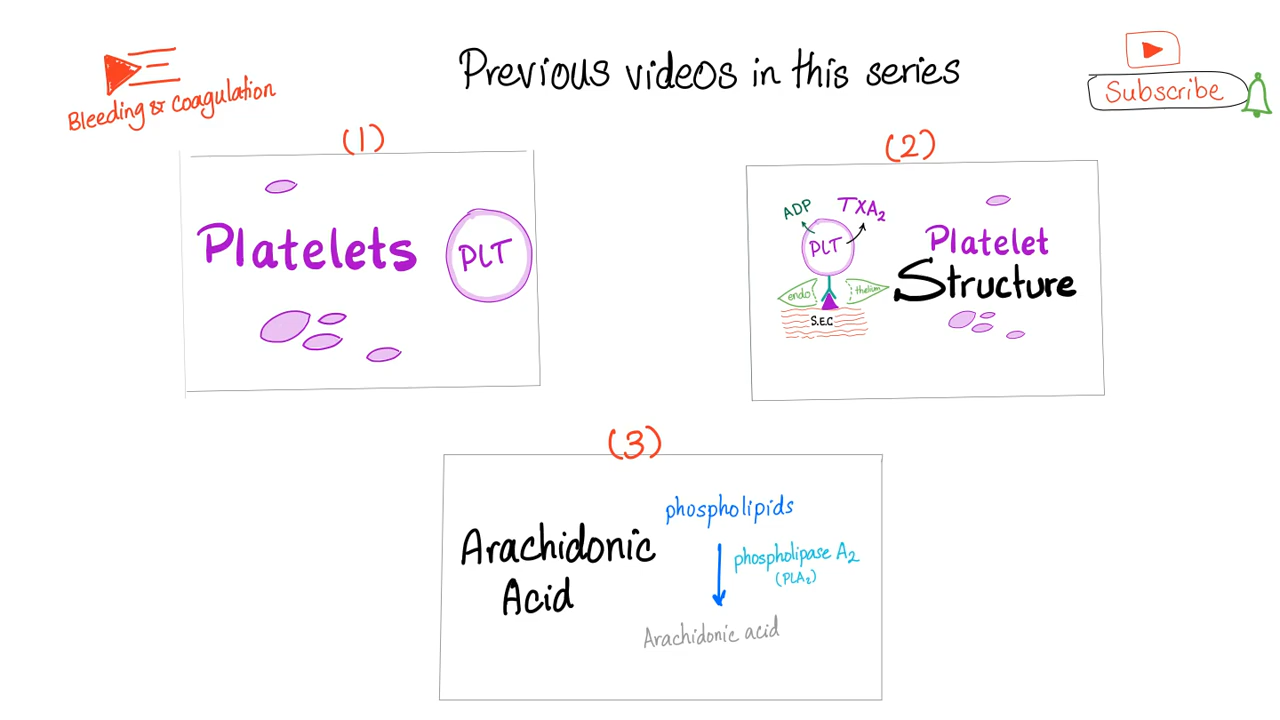 Previous videos in this series
Bleeding & Coagulation
Subscribe
(1)
Platelets
PLT
(2)
ADP
TXA2
PLT
endo
thelium
S.E.C
Platelet
Structure
(3)
Arachidonic
Acid
phospholipids
phospholipase A2
(PLA2)
Arachidonic acid